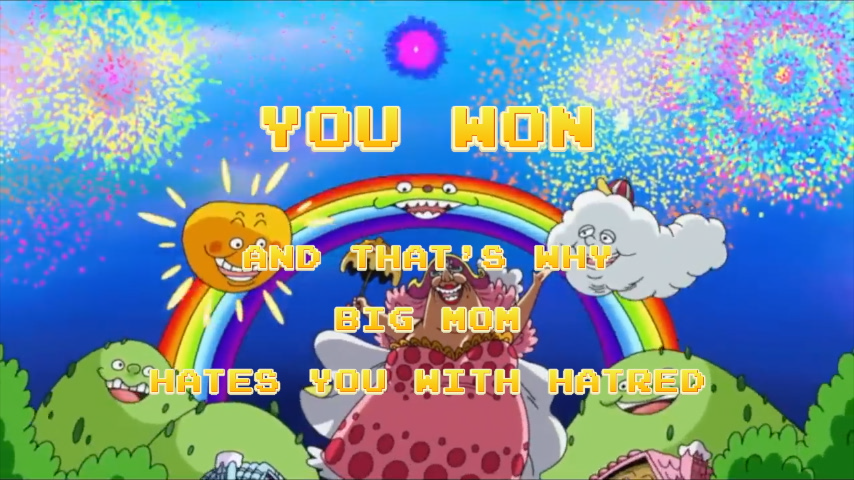 YOU WON
AND THAT'S WHY
BIG MOM
HATES YOU WITH HATRED